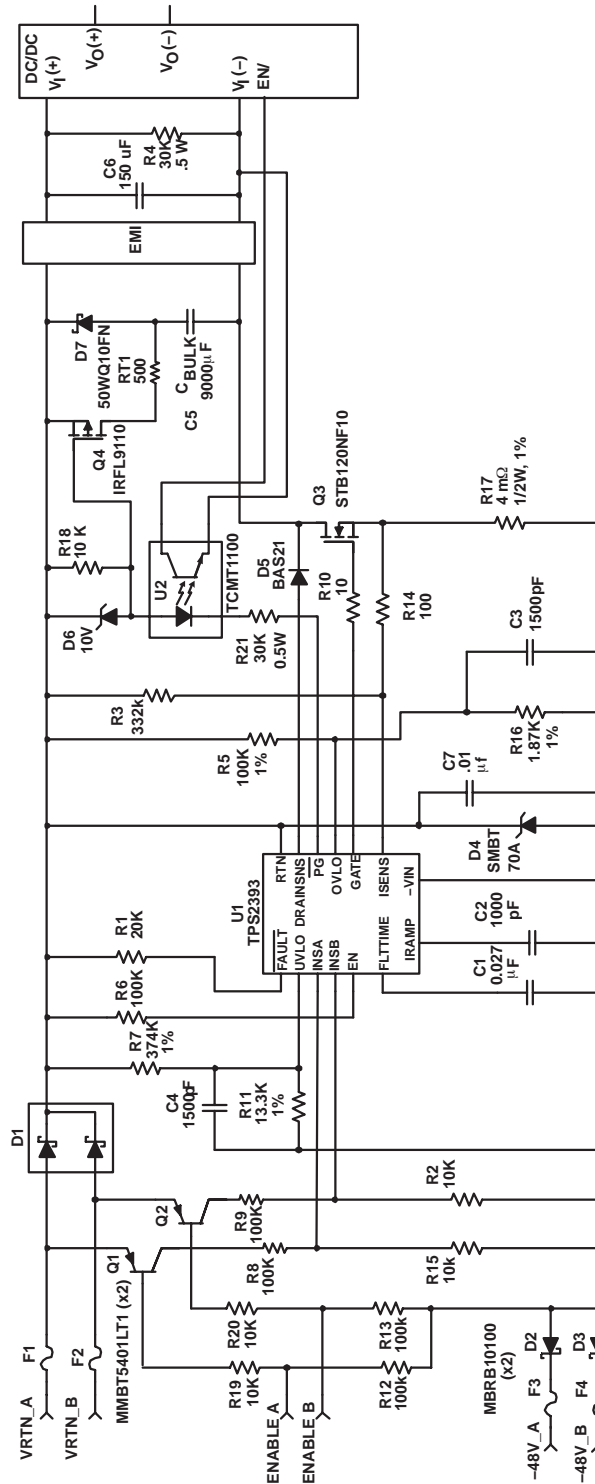 DC/DC
VI(+)
VO(+)
VO(−)
VI(−)
EN/
R4
30K
.5 W
C6
150 uF
EMI
D7
50WQ10FN
RT1
500
CBULK
9000µF
C5
Q4
IRFL9110
R18
10 K
D6
10V
U2
TCMT1100
R21
30K
0.5W
D5
BAS21
Q3
STB120NF10
R10
10
R14
100
R17
4 mΩ
1/2W, 1%
R3
332k
R5
100K
1%
C3
1500pF
R16
1.87K
1%
C7
.01
µf
D4
SMBT
70A
U1
TPS2393
RTN
DRAINSNS
PG
OVLO
GATE
ISENS
−VIN
FAULT
UVLO
INSA
INSB
EN
FLTTIME
IRAMP
C2
1000
pF
C1
0.027
µF
R1
20K
R6
100K
R7
374K
1%
C4
1500pF
R11
13.3K
1%
D1
Q2
R9
100K
R2
10K
Q1
MMBT5401LT1 (x2)
R8
100K
R15
10k
R20
10K
R13
100k
R19
10K
R12
100k
F1
F2
VRTN_A
VRTN_B
ENABLE A
ENABLE B
MBRB10100
(x2)
D2
F3
−48V_A
D3
F4
−48V_B